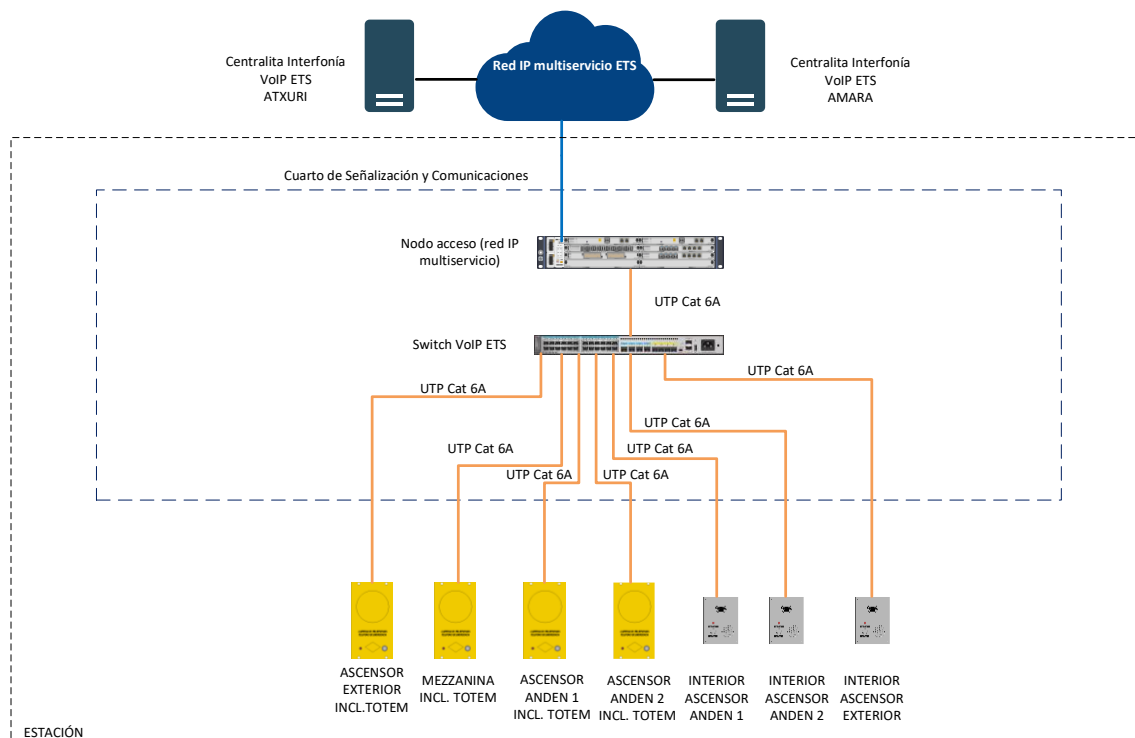 Centralita Interfonía
VoIP ETS
ATXURI
Red IP multiservicio ETS
Centralita Interfonía
VoIP ETS
AMARA
Cuarto de Señalización y Comunicaciones
Nodo acceso (red IP
multiservicio)
UTP Cat 6A
Switch VoIP ETS
UTP Cat 6A
UTP Cat 6A
UTP Cat 6A
UTP Cat 6A
UTP Cat 6A
UTP Cat 6A
UTP Cat 6A
ASCENSOR
EXTERIOR
INCL.TOTEM
MEZZANINA
INCL. TOTEM
ASCENSOR
ANDEN 1
INCL. TOTEM
ASCENSOR
ANDEN 2
INCL. TOTEM
INTERIOR
ASCENSOR
ANDEN 1
INTERIOR
ASCENSOR
ANDEN 2
INTERIOR
ASCENSOR
EXTERIOR
ESTACIÓN